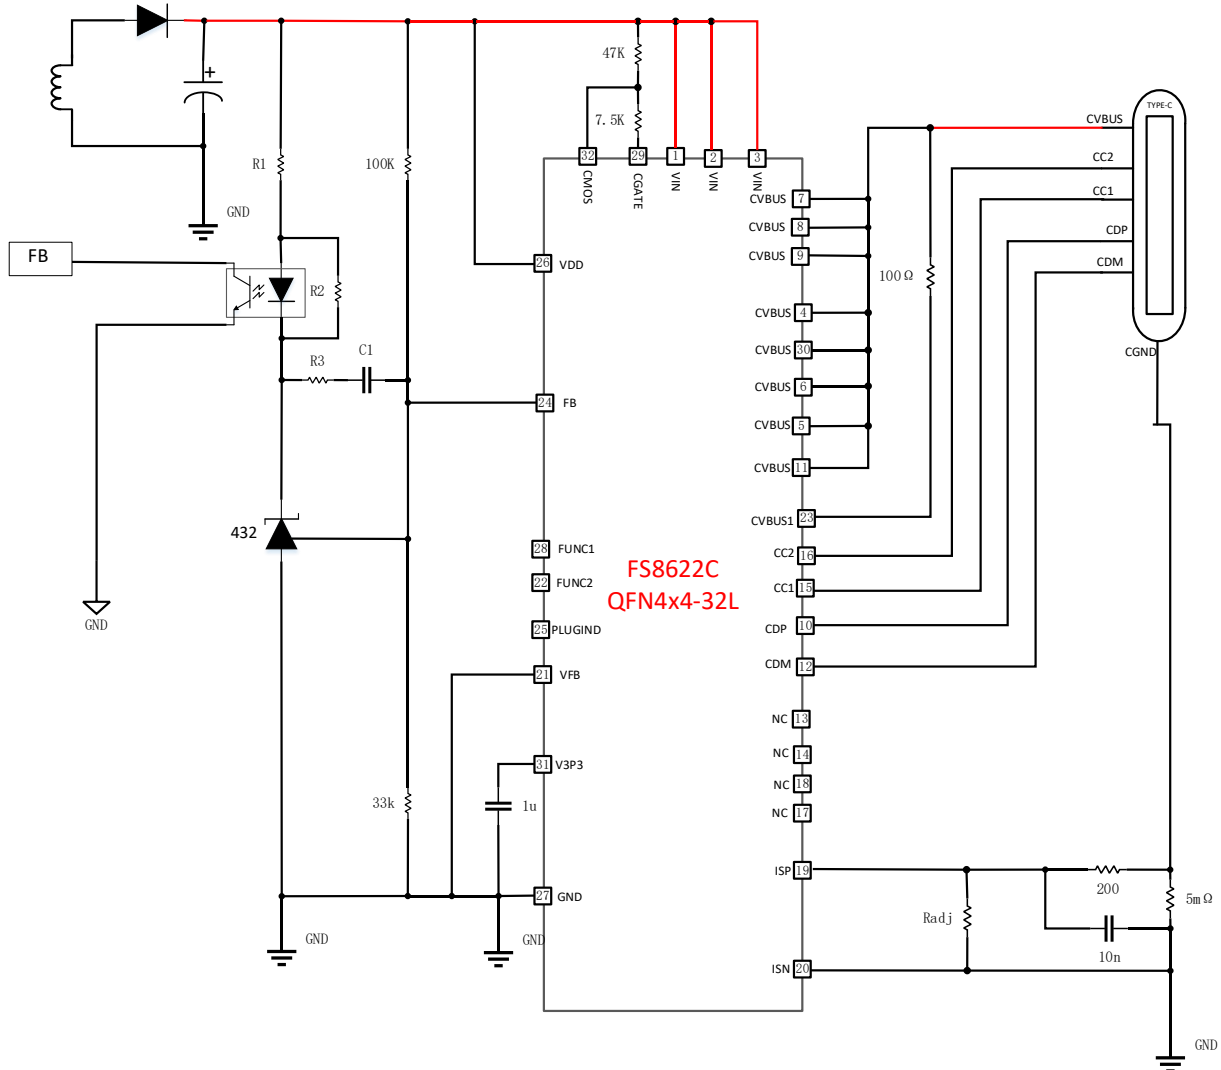 +
47K
7.5K
TYPE-C
CVBUS
R1
100K
32
29
1
2
3
CC2
CMOS
CGATE
VIN
VIN
VIN
CC1
CVBUS 7
GND
CVBUS 8
CDP
FB
CVBUS 9
26 VDD
CDM
100Ω
R2
CVBUS 4
R3
C1
CVBUS 30
CGND
CVBUS 6
24 FB
CVBUS 5
CVBUS 11
432
CVBUS1 23
28 FUNC1
CC2 16
FS8622C
22 FUNC2
CC1 15
QFN4x4-32L
GND
25 PLUGIND
CDP 10
21 VFB
CDM 12
NC 13
NC 14
31 V3P3
NC 18
33k
1u
NC 17
ISP 19
200
27 GND
5mΩ
Radj
GND
GND
10n
ISN 20
GND